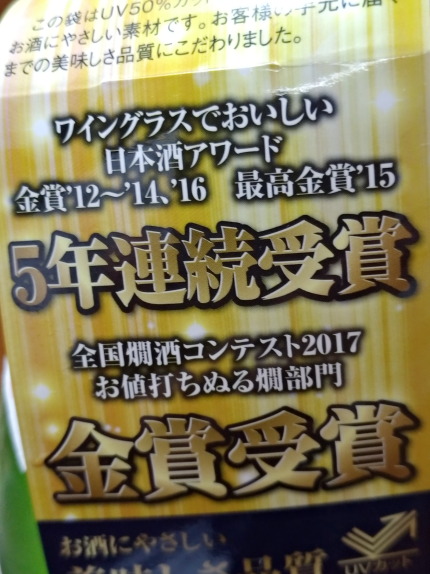 この袋はUV50%カット
お酒にやさしい素材です。お客様の手元に届く
までの美味しさ品質にこだわりました。
ワイングラスでおいしい
日本酒アワード
金賞'12〜'14、'16 最高金賞'15
5年連続受賞
全国燗酒コンテスト2017
お値打ちぬる燗部門
金賞受賞
お酒にやさしい
美味しさ品質
UVカット